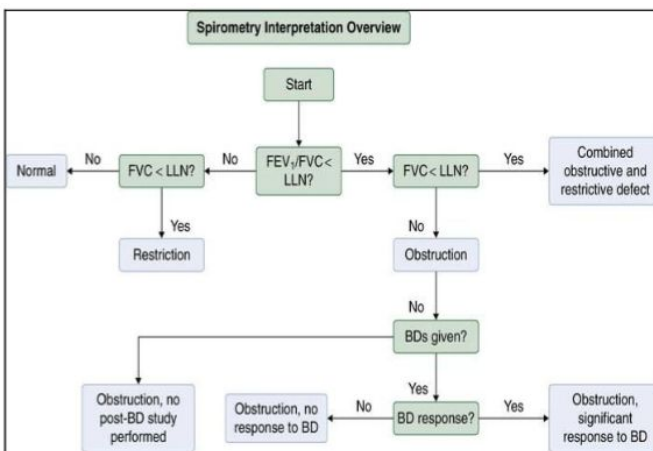 Spirometry Interpretation Overview
Start
Normal
No
FVC < LLN?
No
FEV₁/FVC<
LLN?
Yes
FVC< LLN?
Yes
Combined
obstructive and
restrictive defect
Yes
No
Restriction
Obstruction
No
BDs given?
Yes
Obstruction, no
post-BD study
performed
Obstruction, no
response to BD
No
BD response?
Yes
Obstruction,
significant
response to BD